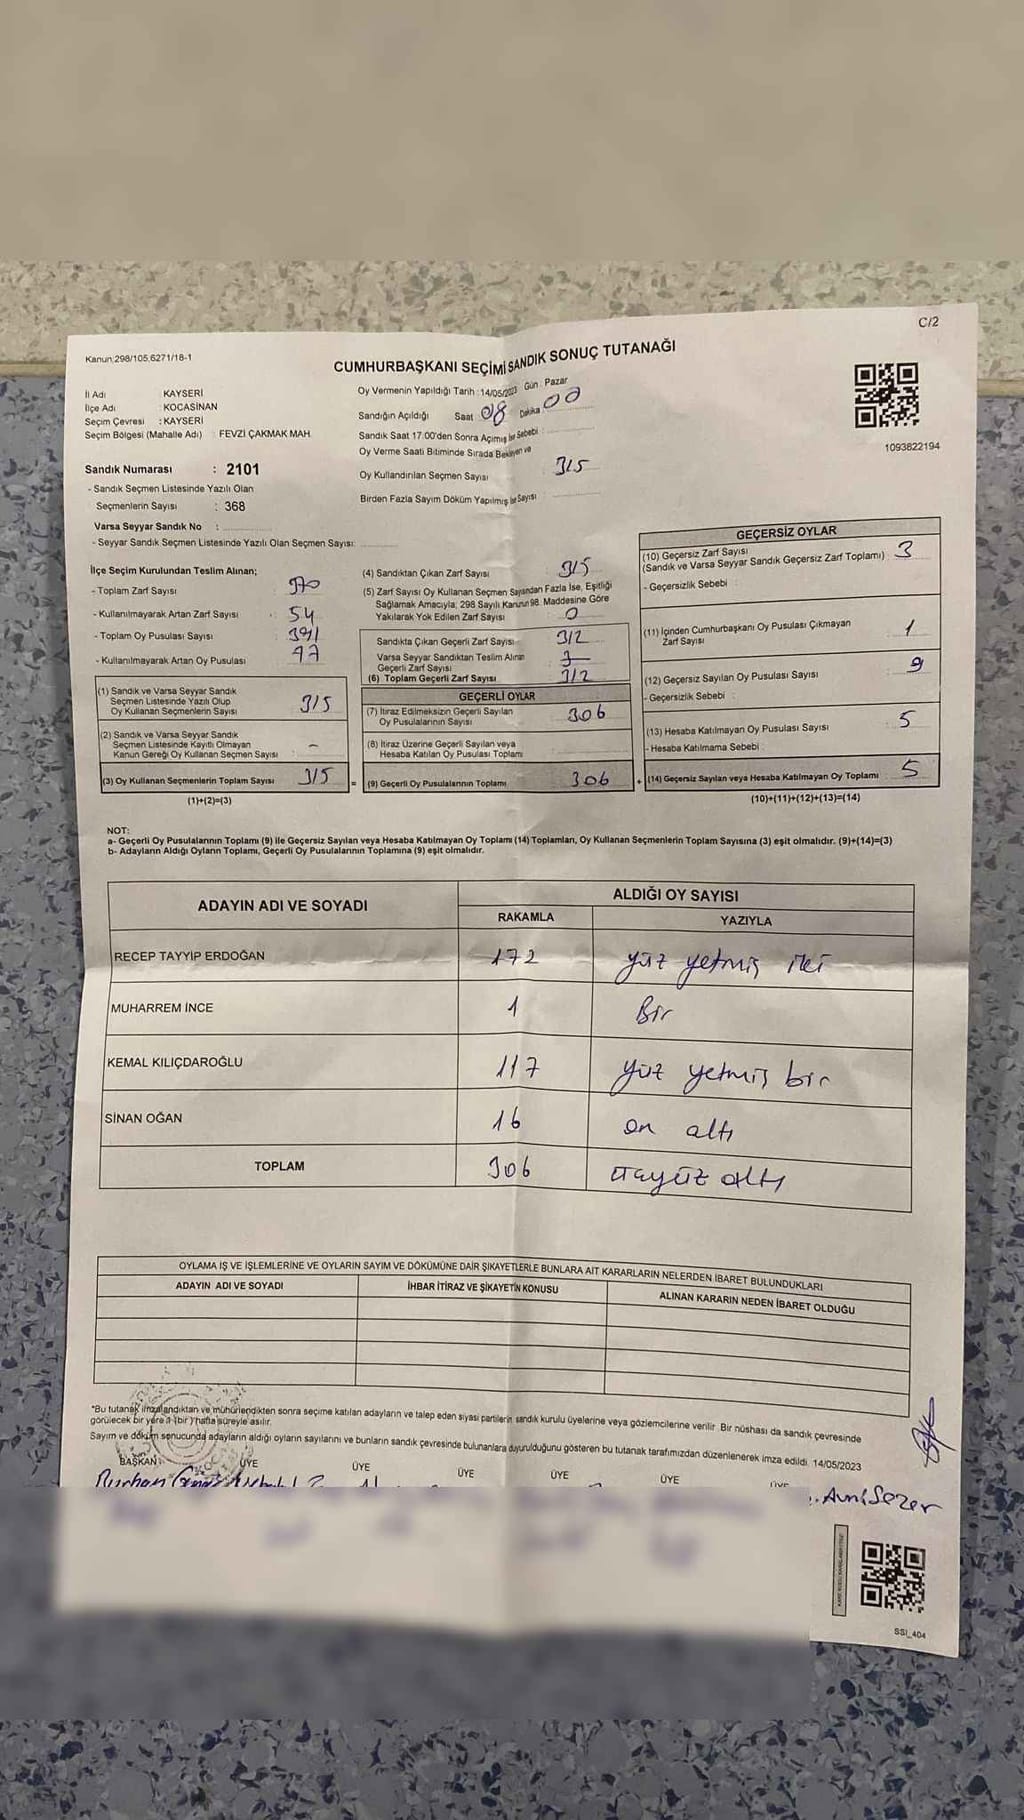 C/2
Kanun:298/105,6271/18-1
CUMHURBAŞKANI SEÇİMİ SANDIK SONUÇ TUTANAĞI
İl Adı : KAYSERİ
İlçe Adı : KOCASİNAN
Seçim Çevresi : KAYSERİ
Seçim Bölgesi (Mahalle Adı) : FEVZİ ÇAKMAK MAH.
Sandık Numarası : 2101
- Sandık Seçmen Listesinde Yazılı Olan
Seçmenlerin Sayısı : 368
Varsa Seyyar Sandık No :
- Seyyar Sandık Seçmen Listesinde Yazılı Olan Seçmen Sayısı:
Oy Vermenin Yapıldığı Tarih : 14/05/2023 Gün : Pazar
Sandığın Açıldığı Saat 08 Dakika 00
Sandık Saat 17:00'den Sonra Açılmış İse Sebebi :
Oy Verme Saati Bitiminde Sırada Bekleyen ve
Oy Kullandırılan Seçmen Sayısı 315
Birden Fazla Sayım Döküm Yapılmış İse Sayısı
1093822194
İlçe Seçim Kurulundan Teslim Alınan;
- Toplam Zarf Sayısı : 370
- Kullanılmayarak Artan Zarf Sayısı : 54
- Toplam Oy Pusulası Sayısı : 391
- Kullanılmayarak Artan Oy Pusulası
(1) Sandık ve Varsa Seyyar Sandık
Seçmen Listesinde Yazılı Olup
Oy Kullanan Seçmenlerin Sayısı 315
(2) Sandık ve Varsa Seyyar Sandık
Seçmen Listesinde Kayıtlı Olmayan
Kanun Gereği Oy Kullanan Seçmen Sayısı -
(3) Oy Kullanan Seçmenlerin Toplam Sayısı 315
(1)+(2)=(3)
(4) Sandıktan Çıkan Zarf Sayısı 315
(5) Zarf Sayısı Oy Kullanan Seçmen Sayısından Fazla İse, Eşitliği
Sağlamak Amacıyla; 298 Sayılı Kanunun 98. Maddesine Göre
Yakılarak Yok Edilen Zarf Sayısı 0
Sandıkta Çıkan Geçerli Zarf Sayısı 312
Varsa Seyyar Sandıktan Teslim Alınan
Geçerli Zarf Sayısı
(6) Toplam Geçerli Zarf Sayısı 312
GEÇERLİ OYLAR
(7) İtiraz Edilmeksizin Geçerli Sayılan
Oy Pusulalarının Sayısı 306
(8) İtiraz Üzerine Geçerli Sayılan veya
Hesaba Katılan Oy Pusulası Toplamı
= (9) Geçerli Oy Pusulalarının Toplamı 306
GEÇERSİZ OYLAR
(10) Geçersiz Zarf Sayısı
(Sandık ve Varsa Seyyar Sandık Geçersiz Zarf Toplamı) 3
- Geçersizlik Sebebi :
(11) İçinden Cumhurbaşkanı Oy Pusulası Çıkmayan
Zarf Sayısı 1
(12) Geçersiz Sayılan Oy Pusulası Sayısı 9
- Geçersizlik Sebebi :
(13) Hesaba Katılmayan Oy Sayısı 5
- Hesaba Katılmama Sebebi :
+ (14) Geçersiz Sayılan veya Hesaba Katılmayan Oy Toplamı 5
(10)+(11)+(12)+(13)=(14)
NOT:
a- Geçerli Oy Pusulalarının Toplamı (9) ile Geçersiz Sayılan veya Hesaba Katılmayan Oy Toplamı (14) Toplamları, Oy Kullanan Seçmenlerin Toplam Sayısına (3) eşit olmalıdır. (9)+(14)=(3)
b- Adayların Aldığı Oyların Toplamı, Geçerli Oy Pusulalarının Toplamına (9) eşit olmalıdır.
ADAYIN ADI VE SOYADI
ALDIĞI OY SAYISI
RAKAMLA YAZIYLA
RECEP TAYYİP ERDOĞAN 172 yüz yetmiş iki
MUHARREM İNCE 1 Bir
KEMAL KILIÇDAROĞLU 117 yüz yetmiş bir
SİNAN OĞAN 16 on altı
TOPLAM 306 üçyüz altı
OYLAMA İŞ VE İŞLEMLERİNE VE OYLARIN SAYIM VE DÖKÜMÜNE DAİR ŞİKAYETLERLE BUNLARA AİT KARARLARIN NELERDEN İBARET BULUNDUKLARI
ADAYIN ADI VE SOYADI İHBAR İTİRAZ VE ŞİKAYETİN KONUSU ALINAN KARARIN NEDEN İBARET OLDUĞU
*Bu tutanak imzalandıktan ve mühürlendikten sonra seçime katılan adayların ve talep eden siyasi partilerin sandık kurulu üyelerine veya gözlemcilerine verilir. Bir nüshası da sandık çevresinde
görülecek bir yere 1 (bir) hafta süreyle asılır.
Sayım ve döküm sonucunda adayların aldığı oyların sayılarını ve bunların sandık çevresinde bulunanlara duyurulduğunu gösteren bu tutanak tarafımızdan düzenlenerek imza edildi. 14/05/2023
BAŞKAN ÜYE ÜYE ÜYE ÜYE ÜYE ÜYE
Burhan
Avni Sezer
SSI_404